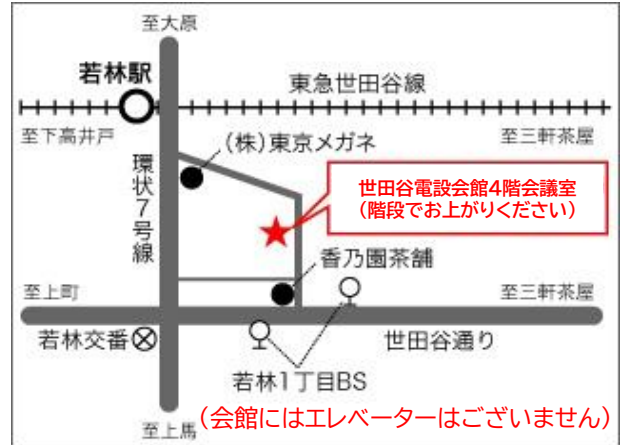 至大原
若林駅
東急世田谷線
至下高井戸
至三軒茶屋
(株)東京メガネ
環状7号線
世田谷電設会館4階会議室
(階段でお上がりください)
香乃園茶舗
至上町
至三軒茶屋
若林交番
世田谷通り
若林1丁目BS
至上馬
(会館にはエレベーターはございません)